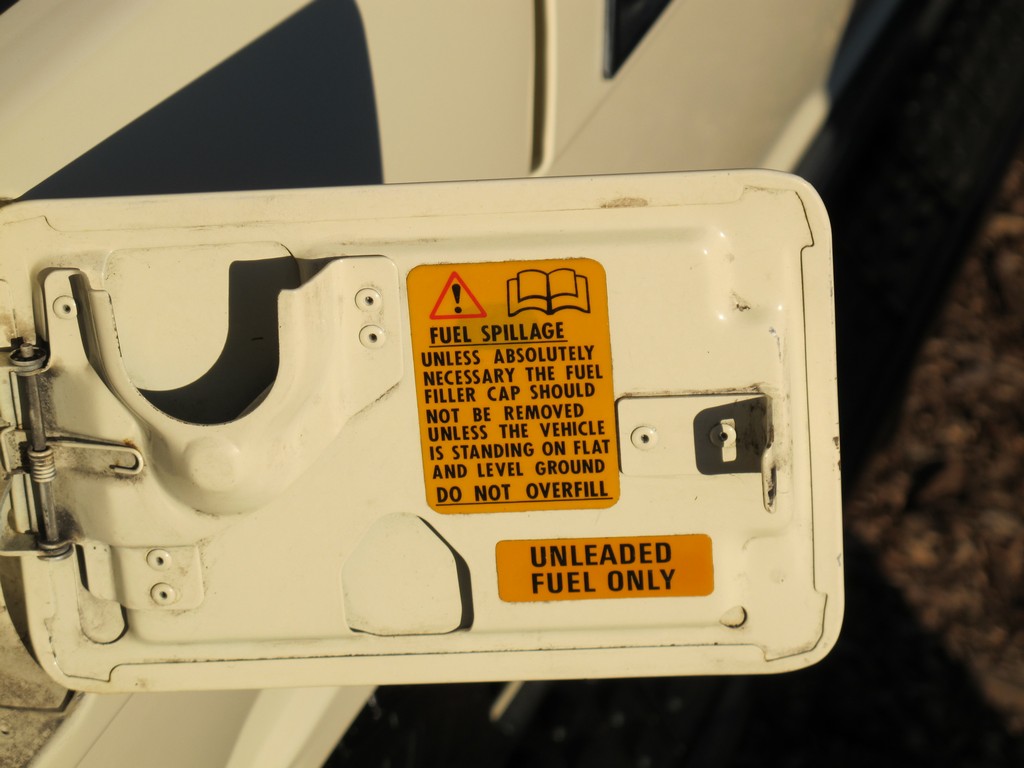 FUEL SPILLAGE
UNLESS ABSOLUTELY
NECESSARY THE FUEL
FILLER CAP SHOULD
NOT BE REMOVED
UNLESS THE VEHICLE
IS STANDING ON FLAT
AND LEVEL GROUND
DO NOT OVERFILL
UNLEADED
FUEL ONLY